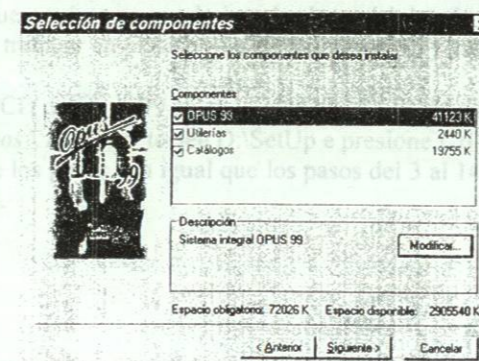 Selección de componentes
Seleccione los componentes que desea instalar
Componentes
OPUS 99 41123 K
Utilerías 2440 K
Catálogos 19755 K
Opus 99
Descripción
Sistema integral OPUS 99
Modificar...
Espacio obligatorio: 72026 K Espacio disponible: 2905540 K
< Anterior Siguiente > Cancelar
\SetUp e presione
igual que los pasos del 3 al 14